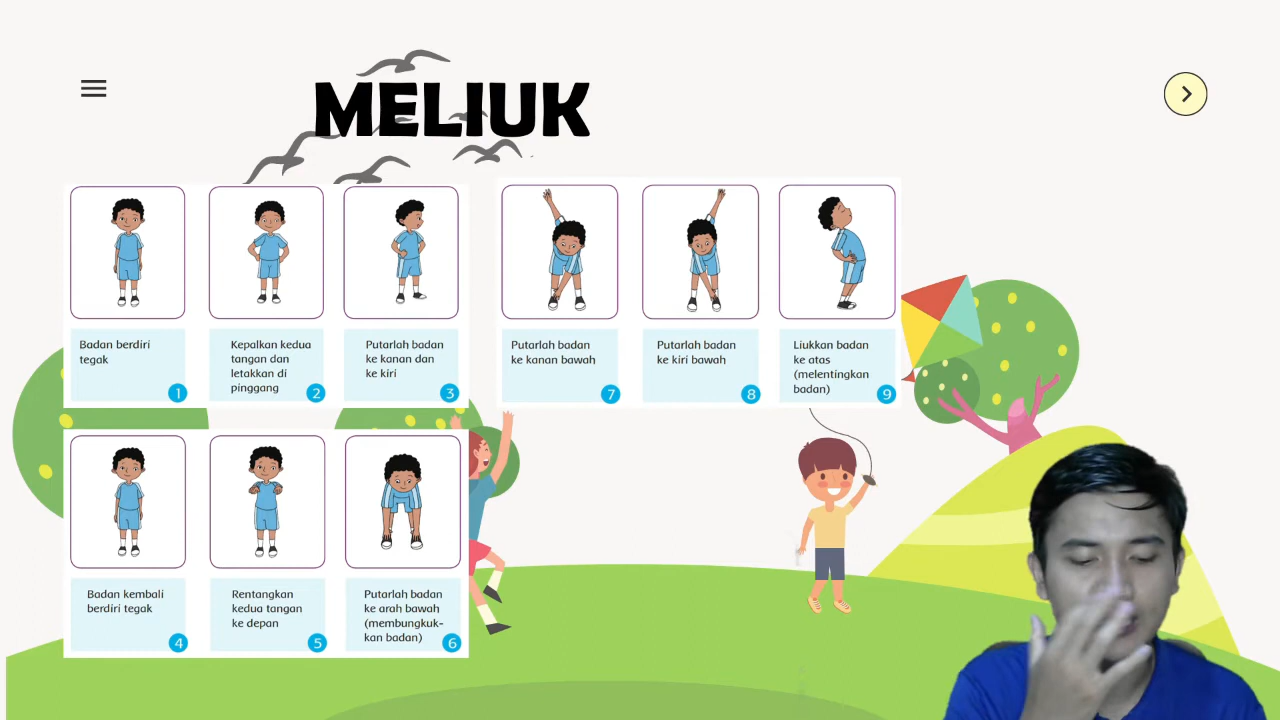 MELIUK
Badan berdiri
tegak
1
Kepalkan kedua
tangan dan
letakkan di
pinggang
2
Putarlah badan
ke kanan dan
ke kiri
3
Badan kembali
berdiri tegak
4
Rentangkan
kedua tangan
ke depan
5
Putarlah badan
ke arah bawah
(membungkuk-
kan badan)
6
Putarlah badan
ke kanan bawah
7
Putarlah badan
ke kiri bawah
8
Liukkan badan
ke atas
(melentingkan
badan)
9